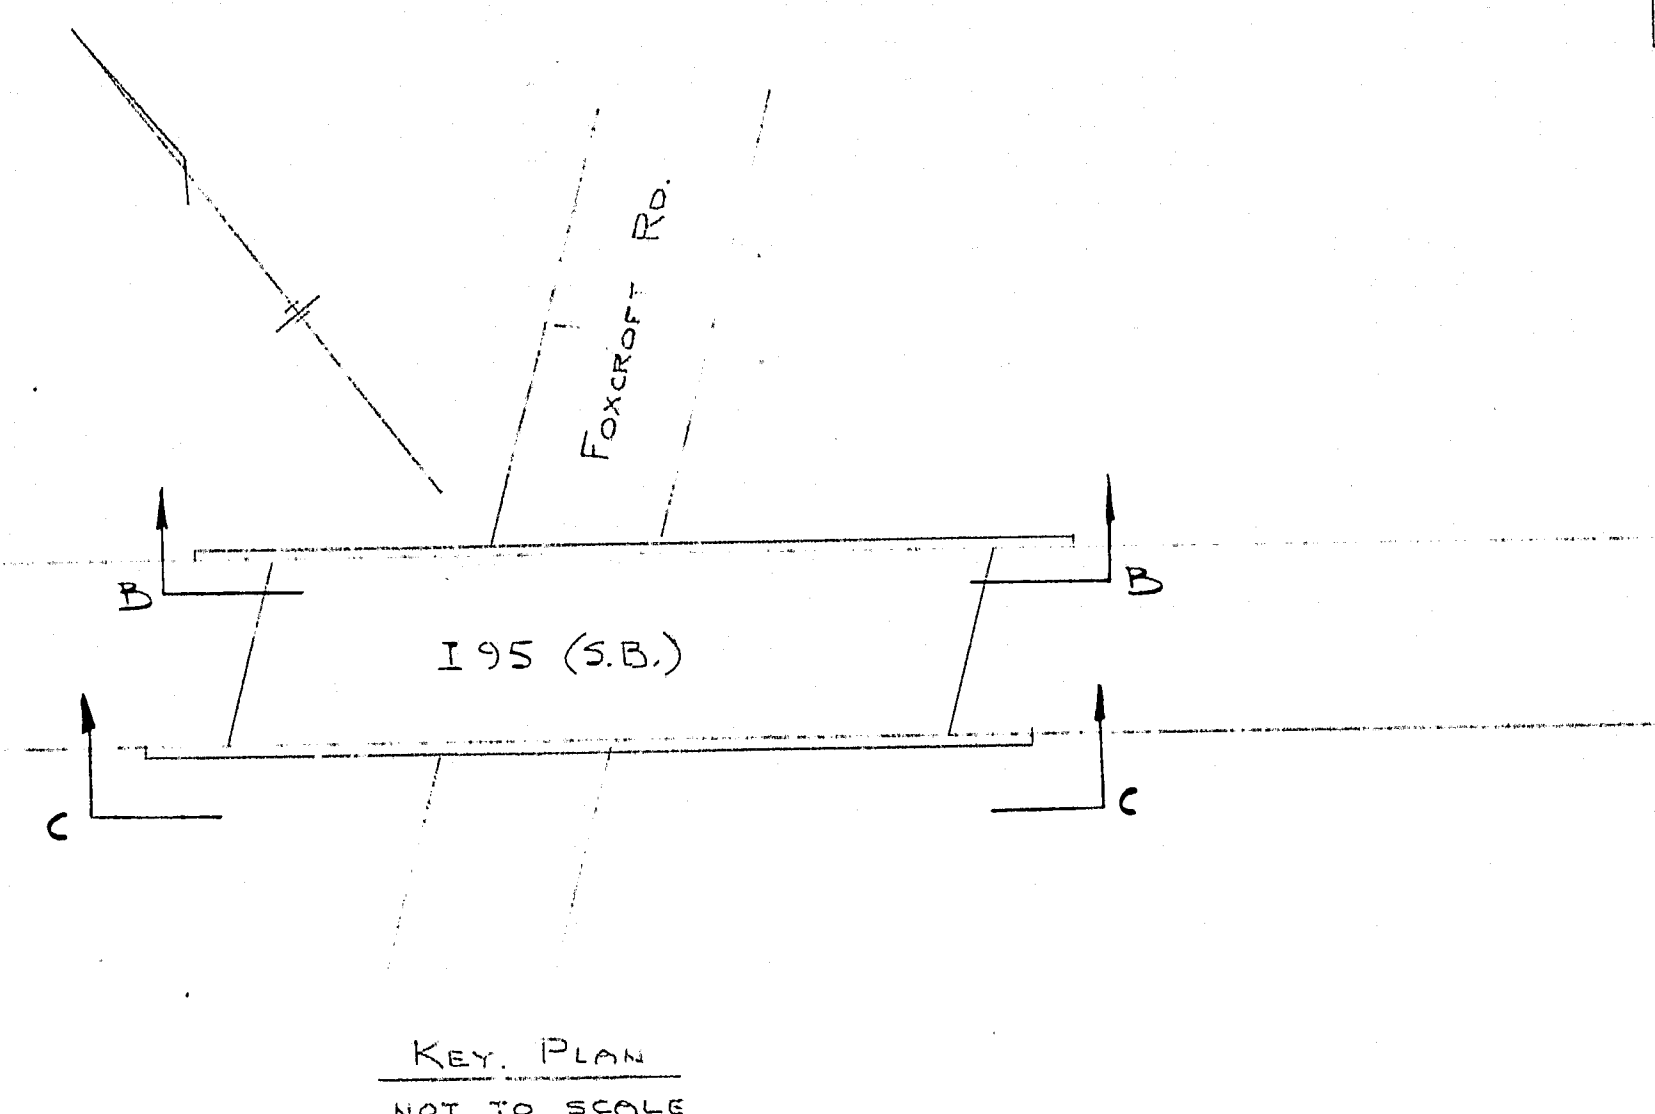 FOXCROFT RD.
B
B
I 95 (S.B.)
C
C
KEY. PLAN
NOT TO SCALE